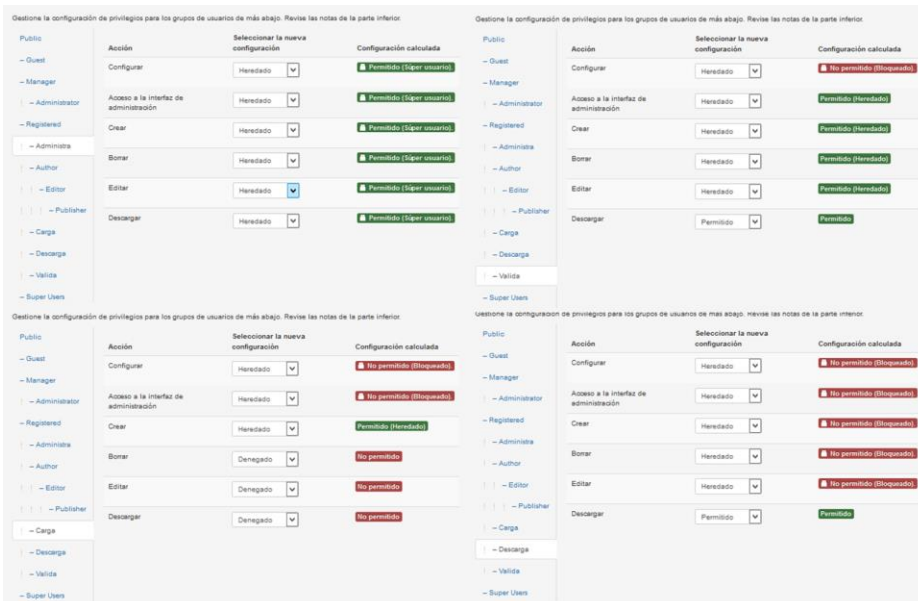 Gestione la configuración de privilegios para los grupos de usuarios de más abajo. Revise las notas de la parte inferior.
Public
– Guest
– Manager
– Administrator
– Registered
– Administra
– Author
– Editor
– Publisher
– Carga
– Descarga
– Valida
– Super Users
Acción
Seleccionar la nueva configuración
Configuración calculada
Configurar
Heredado
Permitido (Súper usuario).
Acceso a la interfaz de administración
Heredado
Permitido (Súper usuario).
Crear
Heredado
Permitido (Súper usuario).
Borrar
Heredado
Permitido (Súper usuario).
Editar
Heredado
Permitido (Súper usuario).
Descargar
Heredado
Permitido (Súper usuario).
Gestione la configuración de privilegios para los grupos de usuarios de más abajo. Revise las notas de la parte inferior.
Public
– Guest
– Manager
– Administrator
– Registered
– Administra
– Author
– Editor
– Publisher
– Carga
– Descarga
– Valida
– Super Users
Acción
Seleccionar la nueva configuración
Configuración calculada
Configurar
Heredado
No permitido (Bloqueado).
Acceso a la interfaz de administración
Heredado
Permitido (Heredado)
Crear
Heredado
Permitido (Heredado)
Borrar
Heredado
Permitido (Heredado)
Editar
Heredado
Permitido (Heredado)
Descargar
Permitido
Permitido
Gestione la configuración de privilegios para los grupos de usuarios de más abajo. Revise las notas de la parte inferior.
Public
– Guest
– Manager
– Administrator
– Registered
– Administra
– Author
– Editor
– Publisher
– Carga
– Descarga
– Valida
– Super Users
Acción
Seleccionar la nueva configuración
Configuración calculada
Configurar
Heredado
No permitido (Bloqueado).
Acceso a la interfaz de administración
Heredado
No permitido (Bloqueado).
Crear
Heredado
Permitido (Heredado)
Borrar
Denegado
No permitido
Editar
Denegado
No permitido
Descargar
Denegado
No permitido
Gestione la configuración de privilegios para los grupos de usuarios de más abajo. Revise las notas de la parte inferior.
Public
– Guest
– Manager
– Administrator
– Registered
– Administra
– Author
– Editor
– Publisher
– Carga
– Descarga
– Valida
– Super Users
Acción
Seleccionar la nueva configuración
Configuración calculada
Configurar
Heredado
No permitido (Bloqueado).
Acceso a la interfaz de administración
Heredado
No permitido (Bloqueado).
Crear
Heredado
No permitido (Bloqueado).
Borrar
Heredado
No permitido (Bloqueado).
Editar
Heredado
No permitido (Bloqueado).
Descargar
Permitido
Permitido